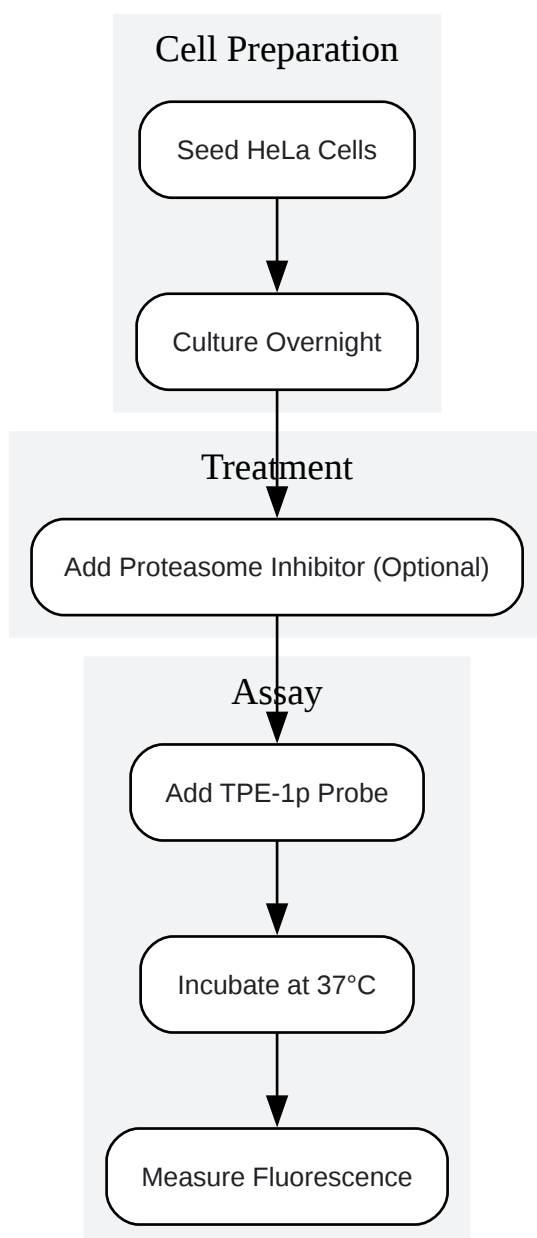 Cell Preparation
Seed HeLa Cells
Culture Overnight
Treatment
Add Proteasome Inhibitor (Optional)
Assay
Add TPE-1p Probe
Incubate at 37°C
Measure Fluorescence